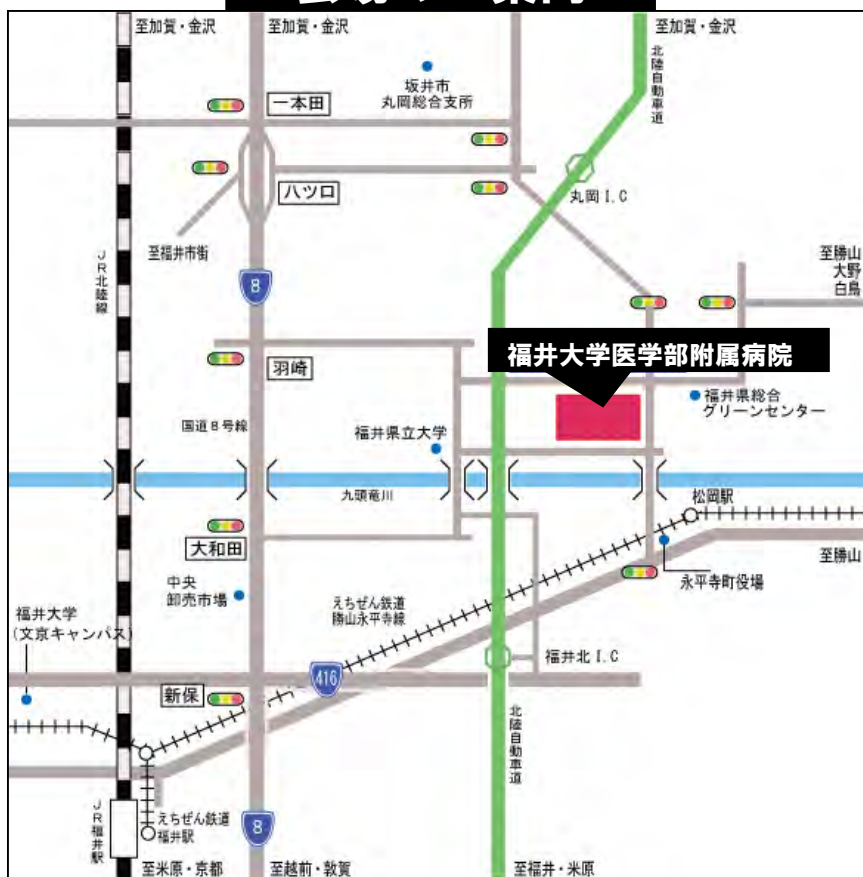 至加賀・金沢
至加賀・金沢
至加賀・金沢
北陸自動車道
坂井市
丸岡総合支所
一本田
八ツ口
丸岡 I.C
至福井市街
JR北陸線
至勝山
大野
白鳥
8
羽崎
福井大学医学部附属病院
国道8号線
福井県立大学
福井県総合
グリーンセンター
九頭竜川
松岡駅
大和田
至勝山
中央
卸売市場
永平寺町役場
えちぜん鉄道
勝山永平寺線
福井大学
(文京キャンパス)
福井北 I.C
416
新保
北陸自動車道
JR福井駅
えちぜん鉄道
福井駅
8
至米原・京都
至越前・敦賀
至福井・米原